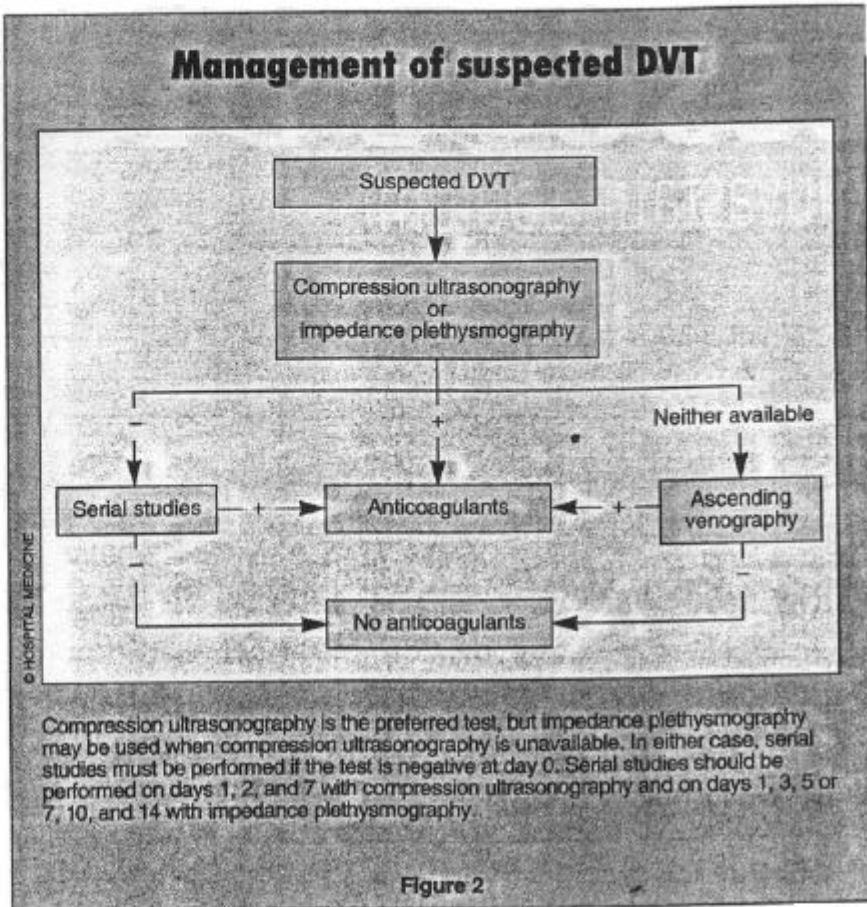 Management of suspected DVT
Suspected DVT
Compression ultrasonography
or
impedance plethysmography
-
+
Neither available
Serial studies
+
Anticoagulants
+
Ascending
venography
-
-
No anticoagulants
© HOSPITAL MEDICINE
Compression ultrasonography is the preferred test, but impedance plethysmography
may be used when compression ultrasonography is unavailable. In either case, serial
studies must be performed if the test is negative at day 0. Serial studies should be
performed on days 1, 2, and 7 with compression ultrasonography and on days 1, 3, 5 or
7, 10, and 14 with impedance plethysmography.
Figure 2